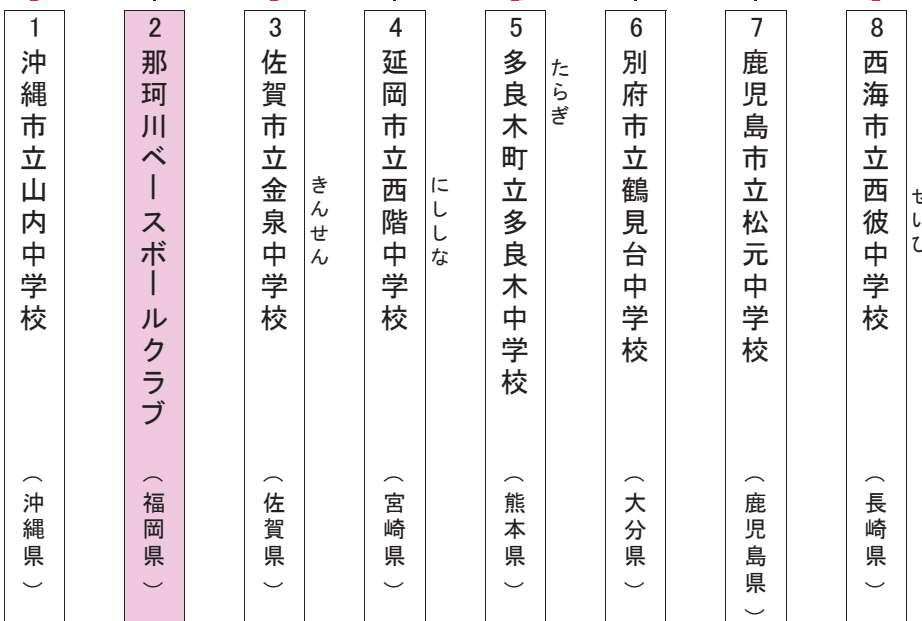 1 沖縄市立山内中学校 （沖縄県）
2 那珂川ベースボールクラブ （福岡県）
3 佐賀市立金泉中学校 （佐賀県）
きんせん
4 延岡市立西階中学校 （宮崎県）
にししな
5 多良木町立多良木中学校 （熊本県）
たらぎ
6 別府市立鶴見台中学校 （大分県）
7 鹿児島市立松元中学校 （鹿児島県）
8 西海市立西彼中学校 （長崎県）
せいひ